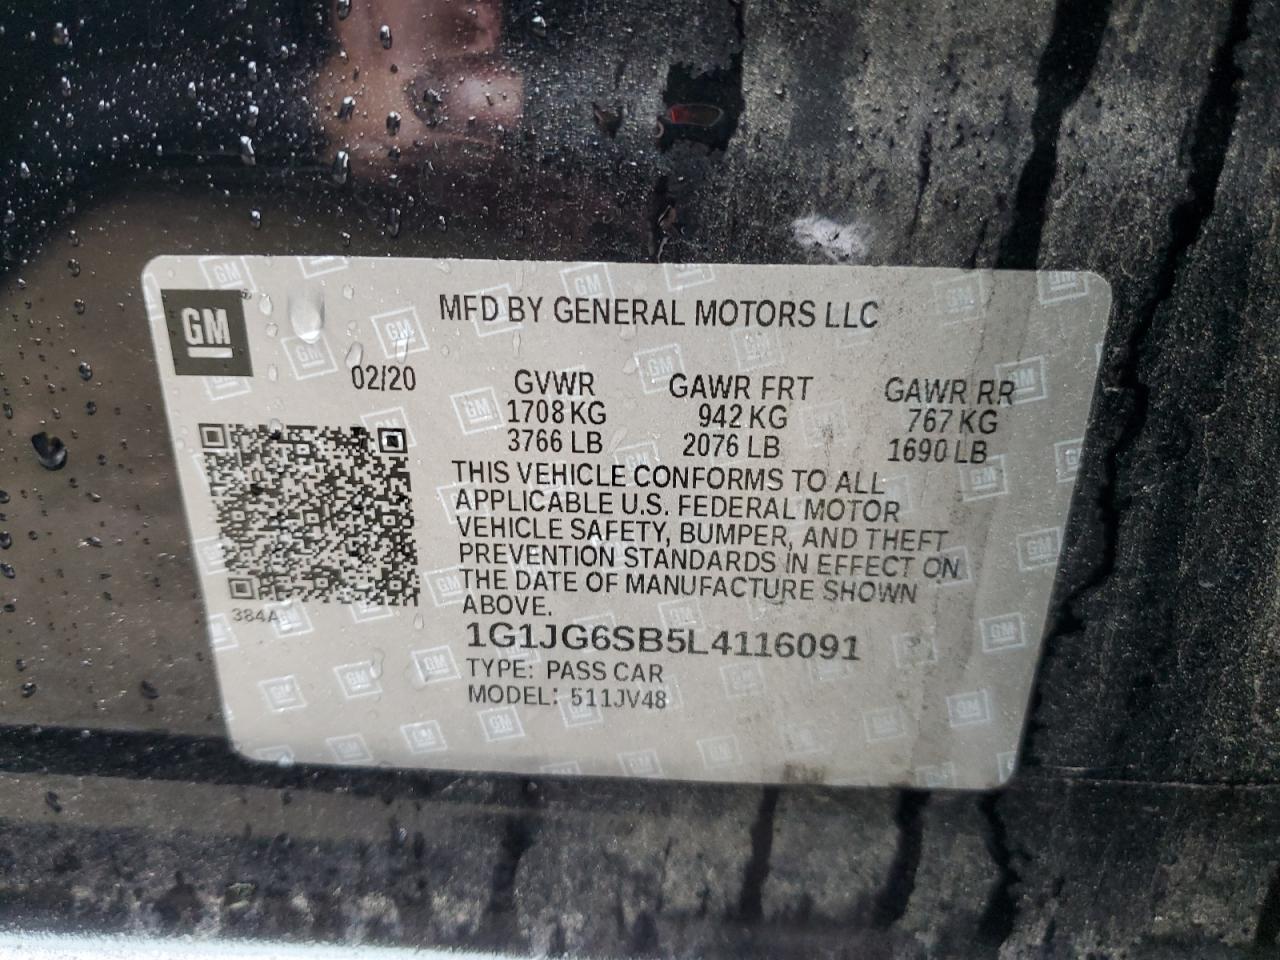 MFD BY GENERAL MOTORS LLC
GM
02/20 GVWR GAWR FRT GAWR RR
1708 KG 942 KG 767 KG
3766 LB 2076 LB 1690 LB
THIS VEHICLE CONFORMS TO ALL
APPLICABLE U.S. FEDERAL MOTOR
VEHICLE SAFETY, BUMPER, AND THEFT
PREVENTION STANDARDS IN EFFECT ON
THE DATE OF MANUFACTURE SHOWN
ABOVE.
384A
1G1JG6SB5L4116091
TYPE: PASS CAR
MODEL: 511JV48